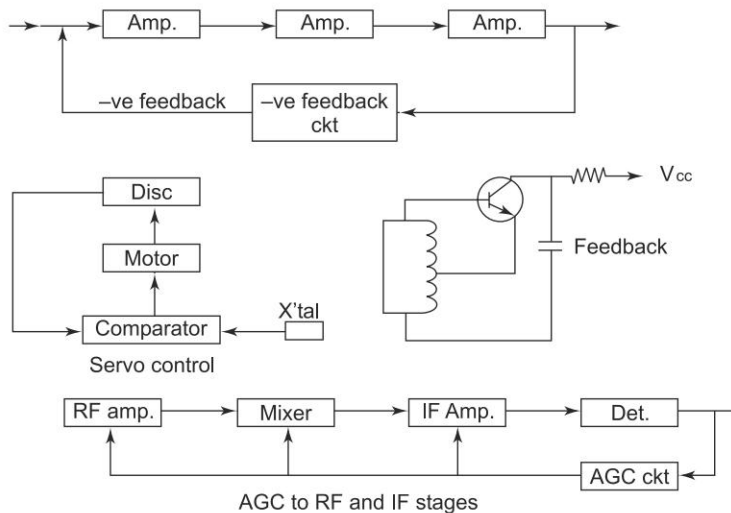 Amp.
Amp.
Amp.
–ve feedback
–ve feedback
ckt
Disc
Motor
Comparator
X'tal
Servo control
Vcc
Feedback
RF amp.
Mixer
IF Amp.
Det.
AGC ckt
AGC to RF and IF stages